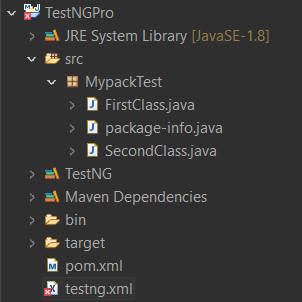 TestNGPro
JRE System Library [JavaSE-1.8]
src
MypackTest
FirstClass.java
package-info.java
SecondClass.java
TestNG
Maven Dependencies
bin
target
pom.xml
testng.xml